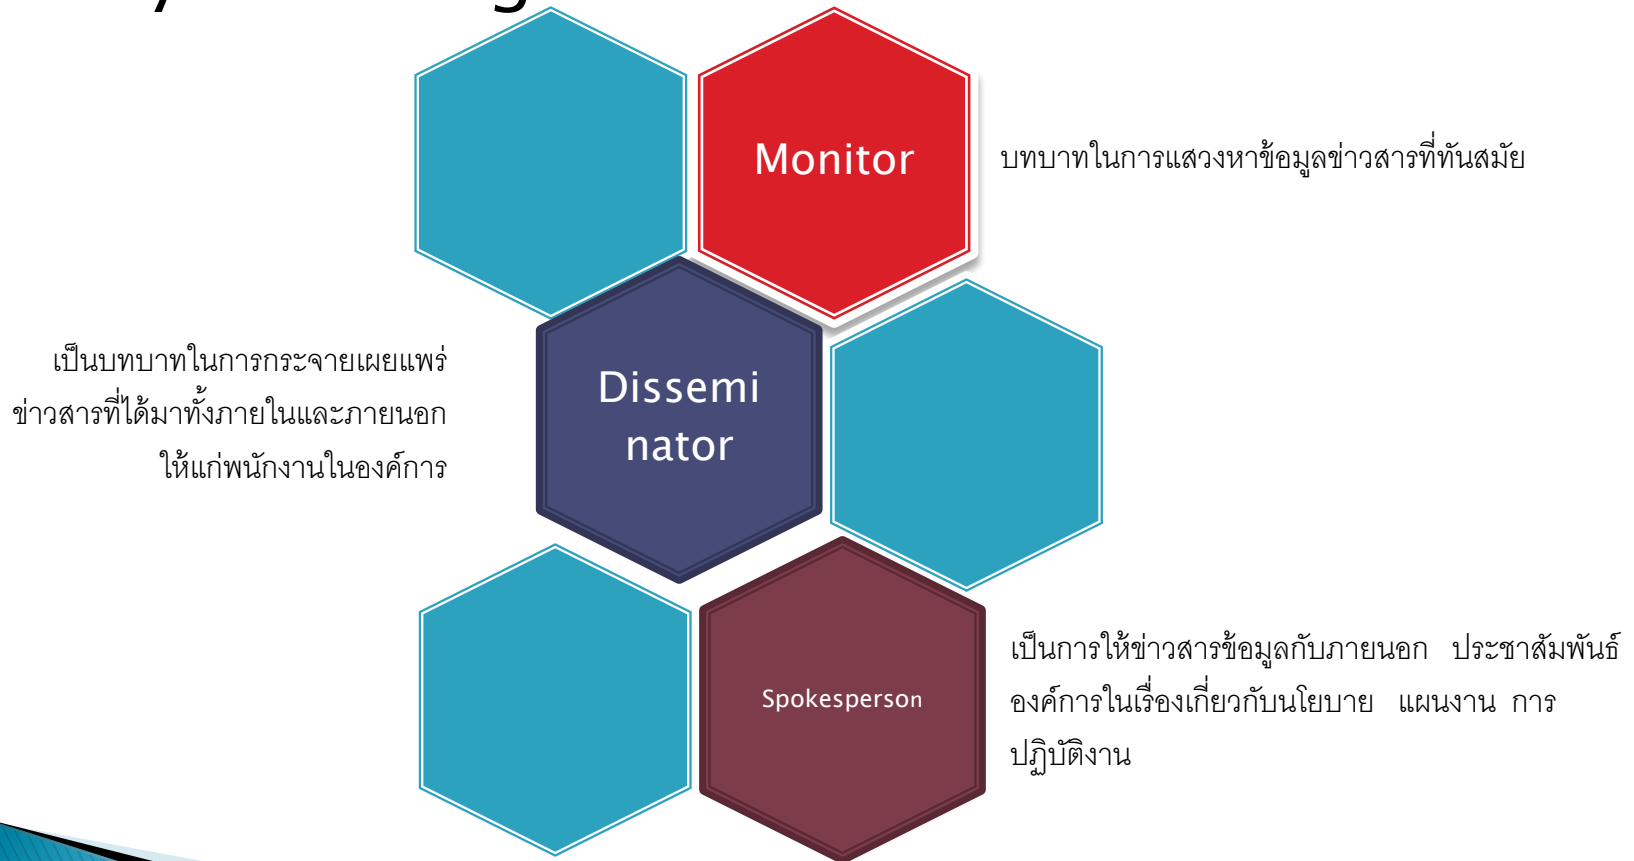 Monitor
บทบาทในการแสวงหาข้อมูลข่าวสารที่ทันสมัย
เป็นบทบาทในการกระจายเผยแพร่
ข่าวสารที่ได้มาทั้งภายในและภายนอก
ให้แก่พนักงานในองค์การ
Dissemi
nator
Spokesperson
เป็นการให้ข่าวสารข้อมูลกับภายนอก ประชาสัมพันธ์
องค์การในเรื่องเกี่ยวกับนโยบาย แผนงาน การ
ปฏิบัติงาน